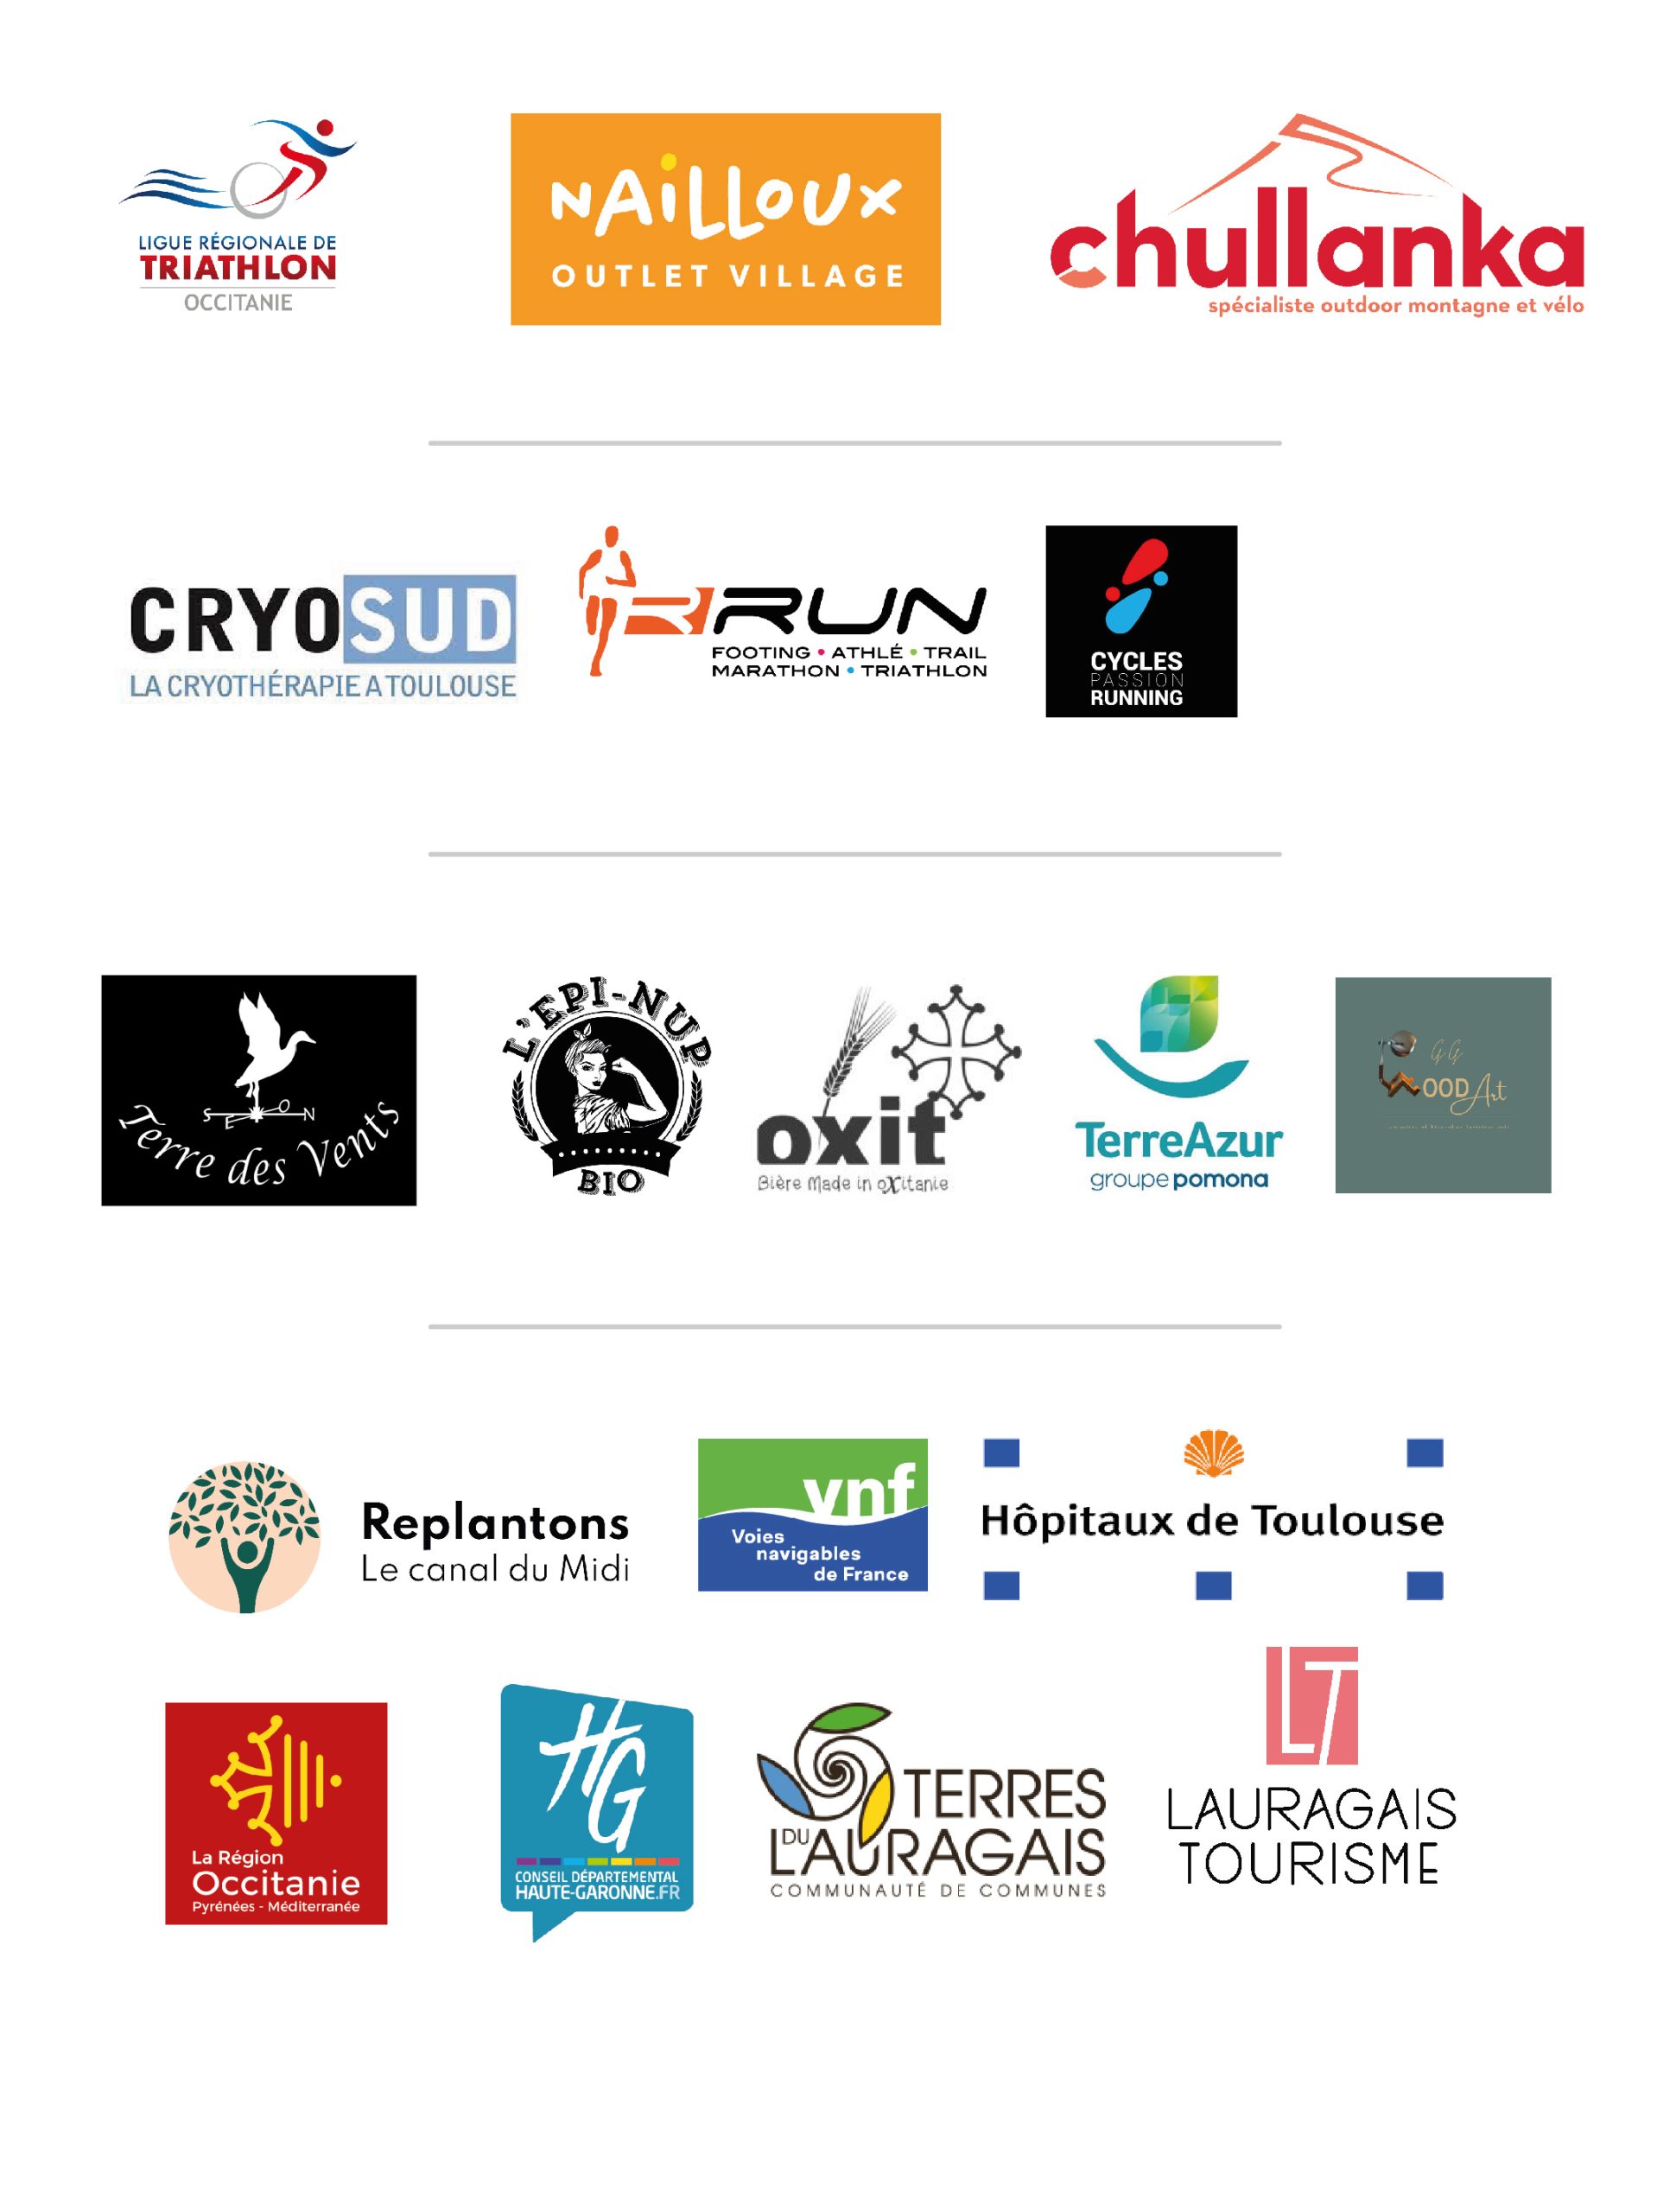 LIGUE RÉGIONALE DE
TRIATHLON
OCCITANIE
NAiLLOUX
OUTLET VILLAGE
chullanka
spécialiste outdoor montagne et vélo
CRYOSUD
LA CRYOTHÉRAPIE A TOULOUSE
RRUN
FOOTING • ATHLÉ • TRAIL
MARATHON • TRIATHLON
CYCLES
PASSION
RUNNING
S E O N
Terre des Vents
L'EPI-NUP
BIO
oxit
Bière Made in oXitanie
TerreAzur
groupe pomona
G G
WOOD Art
Replantons
Le canal du Midi
vnf
Voies
navigables
de France
Hôpitaux de Toulouse
La Région
Occitanie
Pyrénées - Méditerranée
HG
CONSEIL DÉPARTEMENTAL
HAUTE-GARONNE.FR
TERRES
DU LAURAGAIS
COMMUNAUTÉ DE COMMUNES
LT
LAURAGAIS
TOURISME